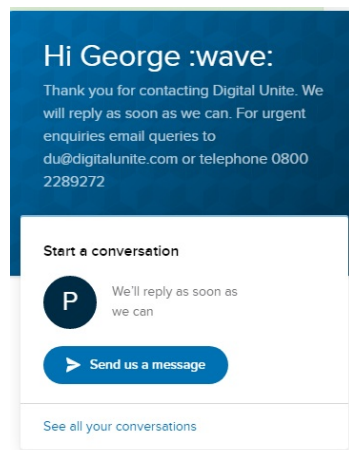 Hi George :wave:
Thank you for contacting Digital Unite. We
will reply as soon as we can. For urgent
enquiries email queries to
du@digitalunite.com or telephone 0800
2289272
Start a conversation
P
We'll reply as soon as
we can
Send us a message
See all your conversations